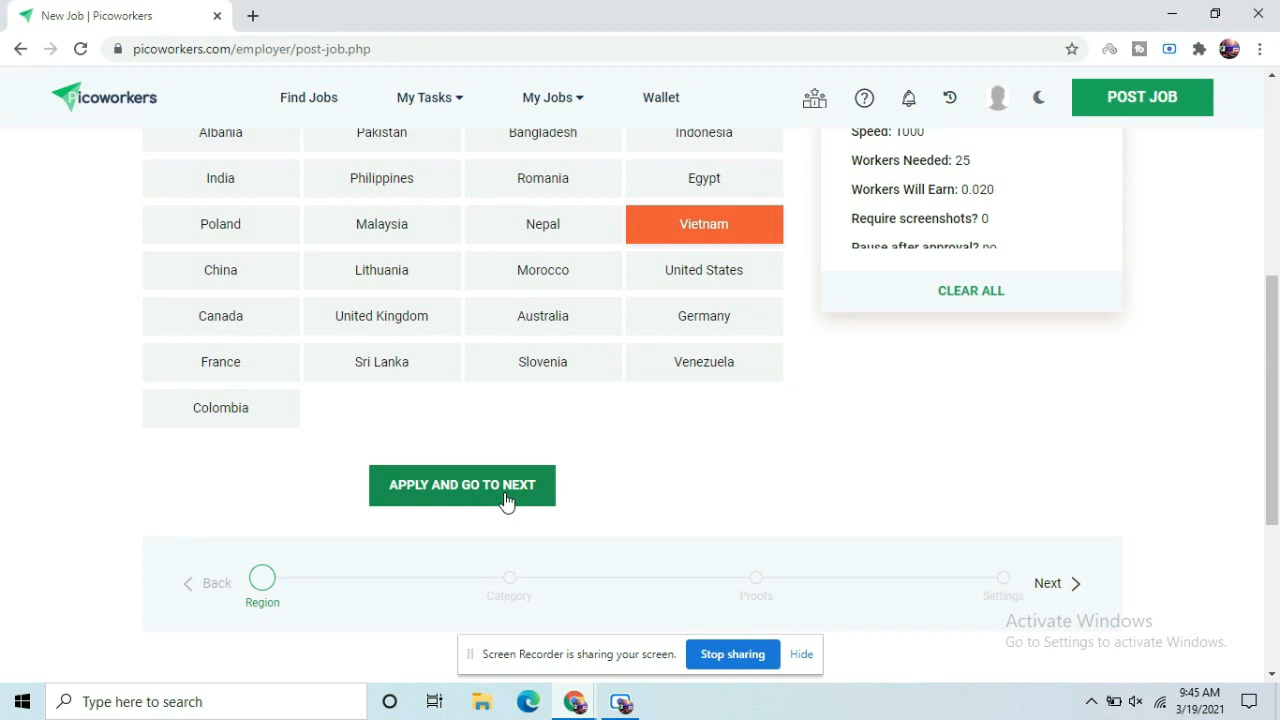 New Job | Picoworkers
picoworkers.com/employer/post-job.php
Picoworkers
Find Jobs
My Tasks
My Jobs
Wallet
POST JOB
Albania
Pakistan
Bangladesh
Indonesia
India
Philippines
Romania
Egypt
Poland
Malaysia
Nepal
Vietnam
China
Lithuania
Morocco
United States
Canada
United Kingdom
Australia
Germany
France
Sri Lanka
Slovenia
Venezuela
Colombia
Speed: 1000
Workers Needed: 25
Workers Will Earn: 0.020
Require screenshots? 0
Pause after approval? no
CLEAR ALL
APPLY AND GO TO NEXT
Back
Region
Category
Proofs
Settings
Next
Activate Windows
Go to Settings to activate Windows.
Screen Recorder is sharing your screen.
Stop sharing
Hide
Type here to search
9:45 AM
3/19/2021